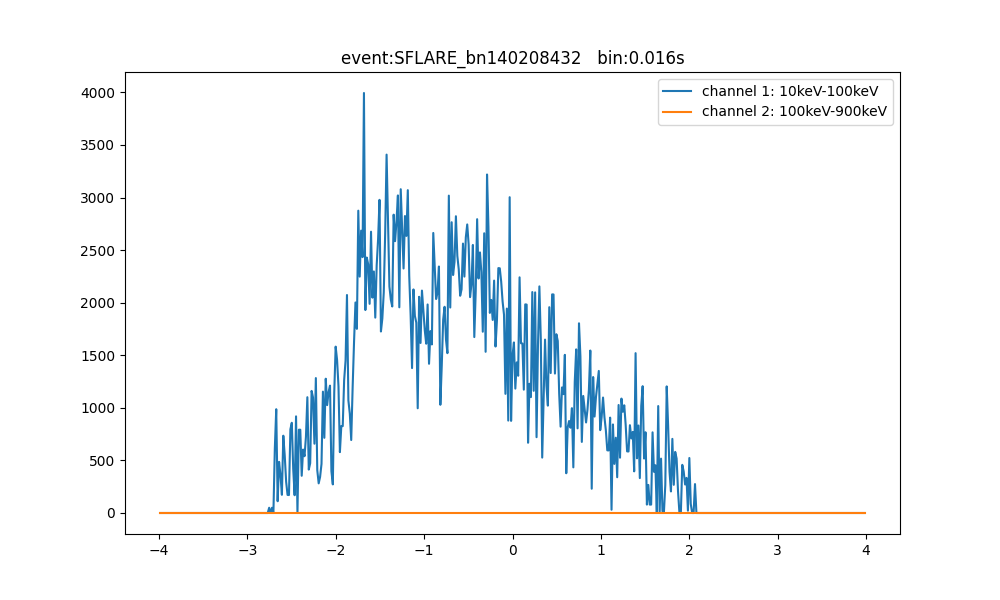 event:SFLARE_bn140208432   bin:0.016s
channel 1: 10keV-100keV
channel 2: 100keV-900keV
4000
3500
3000
2500
2000
1500
1000
500
0
−4 −3 −2 −1 0 1 2 3 4